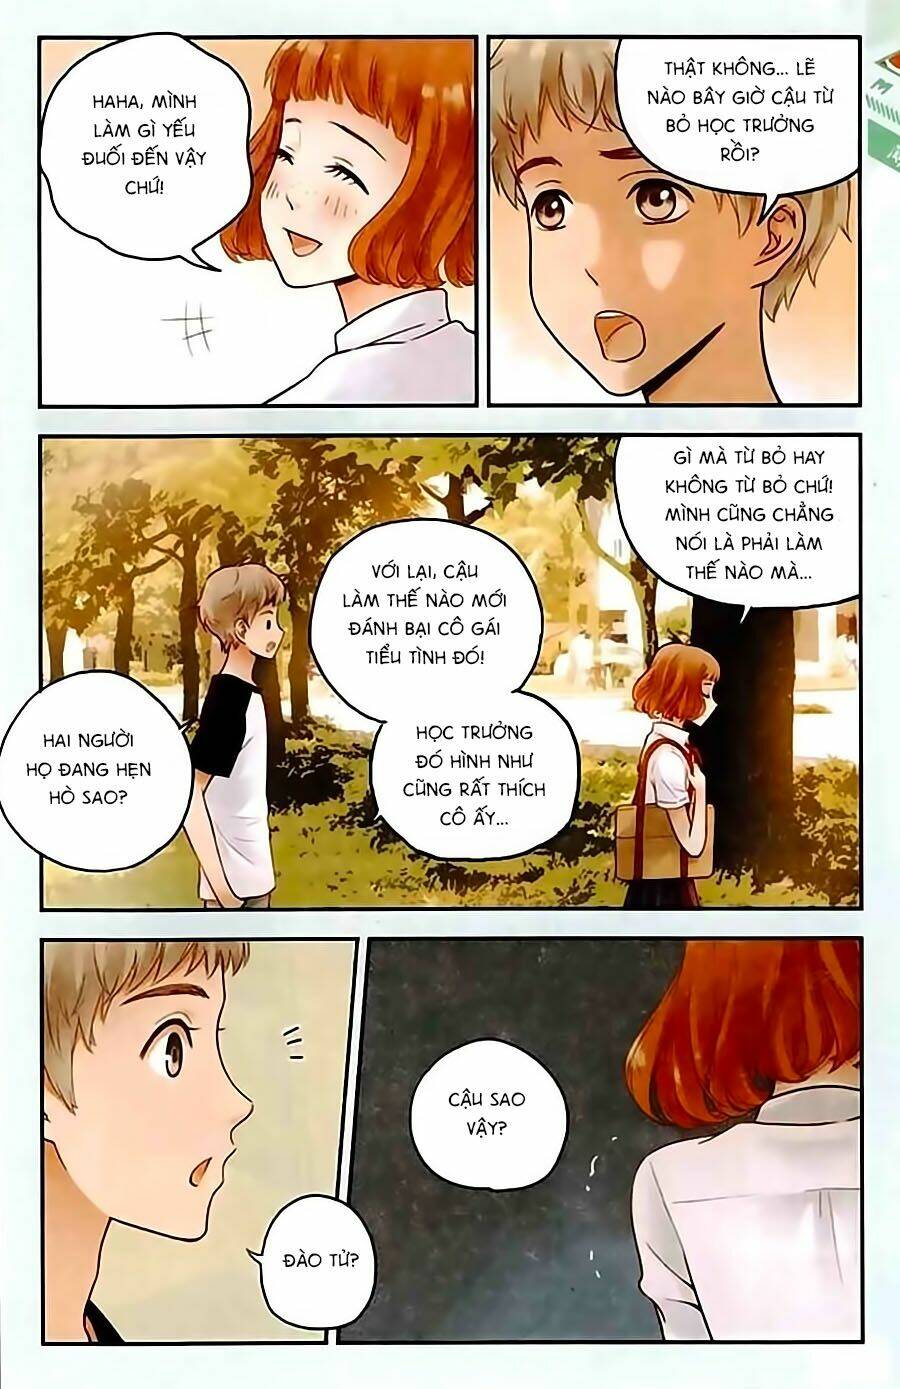 HAHA, MÌNH
LÀM GÌ YẾU
ĐUỐI ĐẾN VẬY
CHỨ!
THẬT KHÔNG... LẼ
NÀO BÂY GIỜ CẬU TỪ
BỎ HỌC TRƯỞNG
RỒI?
GÌ MÀ TỪ BỎ HAY
KHÔNG TỪ BỎ CHỨ!
MÌNH CŨNG CHẲNG
NÓI LÀ PHẢI LÀM
THẾ NÀO MÀ...
VỚI LẠI, CẬU
LÀM THẾ NÀO MỚI
ĐÁNH BẠI CÔ GÁI
TIỂU TÌNH ĐÓ!
HỌC TRƯỞNG
ĐÓ HÌNH NHƯ
CŨNG RẤT THÍCH
CÔ ẤY...
HAI NGƯỜI
HỌ ĐANG HẸN
HÒ SAO?
CẬU SAO
VẬY?
ĐÀO TỬ?